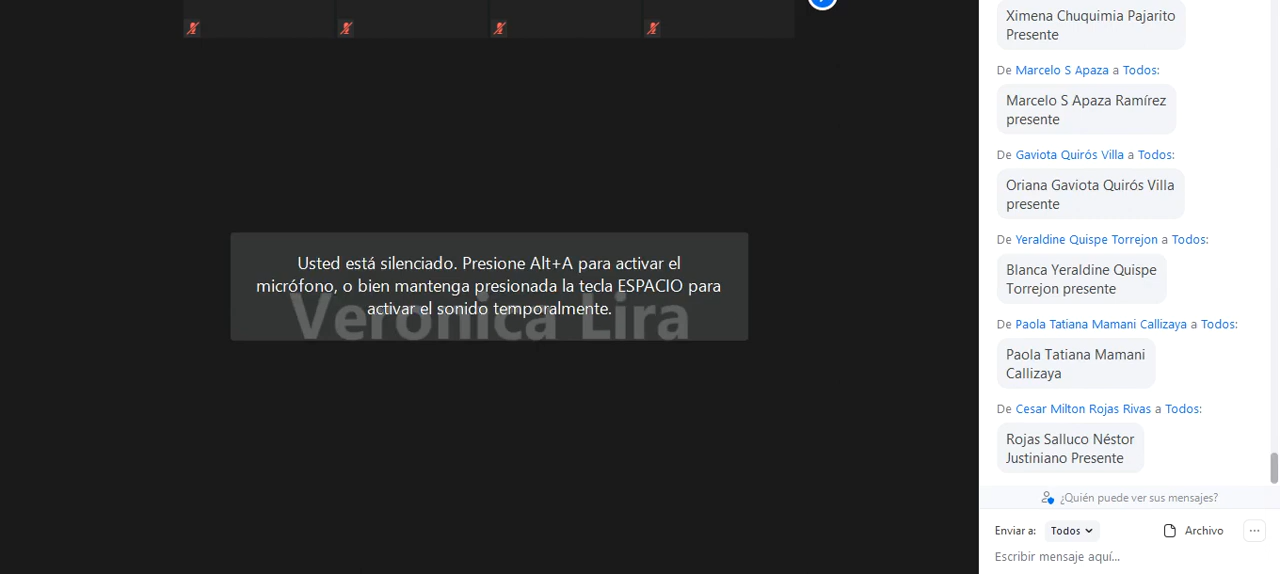 Usted está silenciado. Presione Alt+A para activar el
micrófono, o bien mantenga presionada la tecla ESPACIO para
activar el sonido temporalmente.
Veronica Lira
Ximena Chuquimia Pajarito
Presente
De Marcelo S Apaza a Todos:
Marcelo S Apaza Ramírez
presente
De Gaviota Quirós Villa a Todos:
Oriana Gaviota Quirós Villa
presente
De Yeraldine Quispe Torrejon a Todos:
Blanca Yeraldine Quispe
Torrejon presente
De Paola Tatiana Mamani Callizaya a Todos:
Paola Tatiana Mamani
Callizaya
De Cesar Milton Rojas Rivas a Todos:
Rojas Salluco Néstor
Justiniano Presente
¿Quién puede ver sus mensajes?
Enviar a: Todos Archivo
Escribir mensaje aquí...